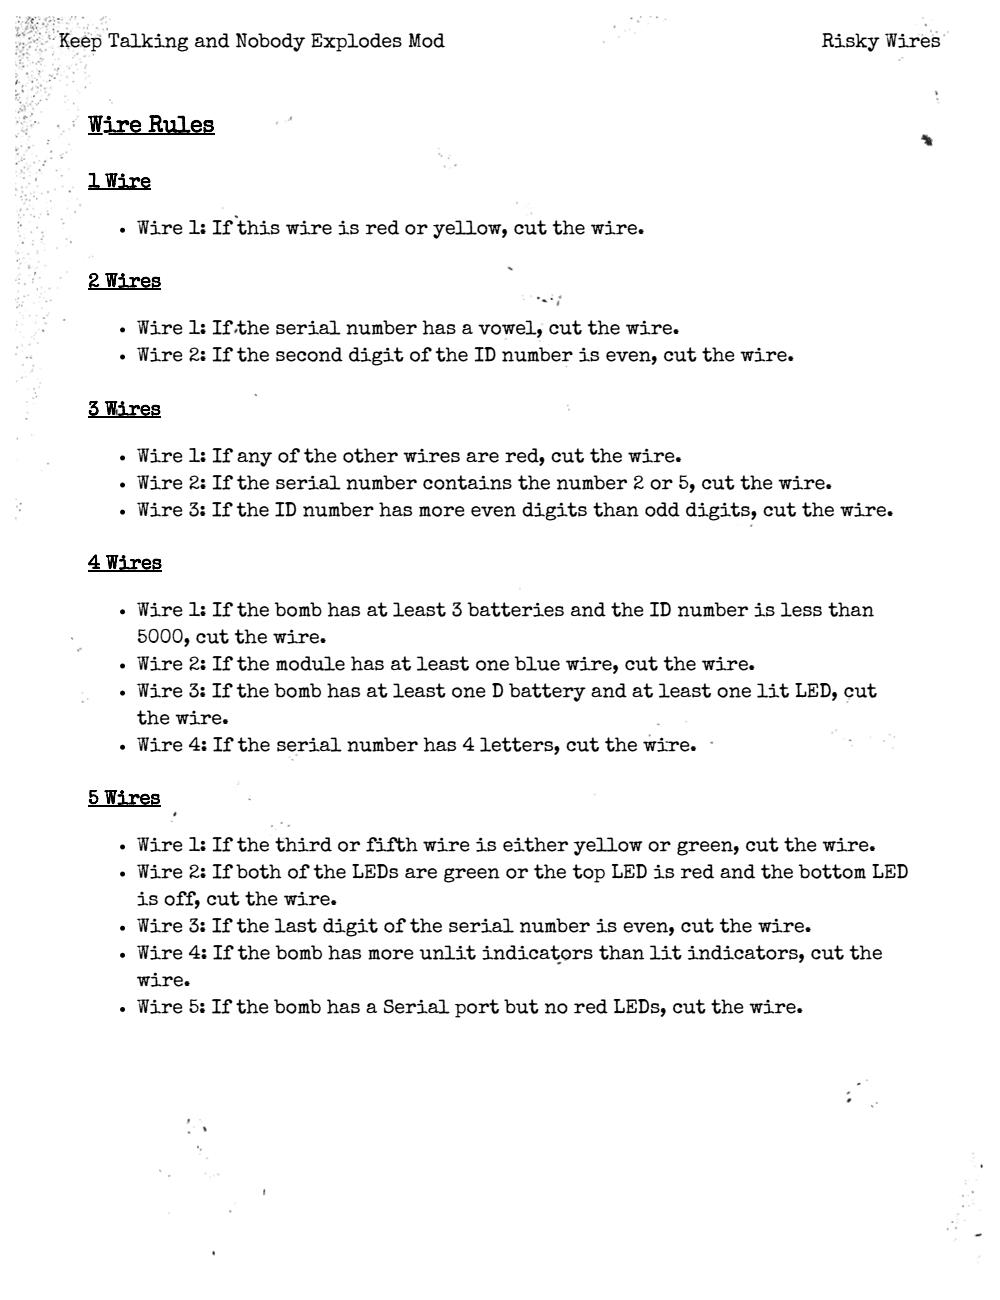 Keep Talking and Nobody Explodes Mod
Risky Wires
Wire Rules
1 Wire
• Wire 1: If this wire is red or yellow, cut the wire.
2 Wires
• Wire 1: If the serial number has a vowel, cut the wire.
• Wire 2: If the second digit of the ID number is even, cut the wire.
3 Wires
• Wire 1: If any of the other wires are red, cut the wire.
• Wire 2: If the serial number contains the number 2 or 5, cut the wire.
• Wire 3: If the ID number has more even digits than odd digits, cut the wire.
4 Wires
• Wire 1: If the bomb has at least 3 batteries and the ID number is less than
5000, cut the wire.
• Wire 2: If the module has at least one blue wire, cut the wire.
• Wire 3: If the bomb has at least one D battery and at least one lit LED, cut
the wire.
• Wire 4: If the serial number has 4 letters, cut the wire.
5 Wires
• Wire 1: If the third or fifth wire is either yellow or green, cut the wire.
• Wire 2: If both of the LEDs are green or the top LED is red and the bottom LED
is off, cut the wire.
• Wire 3: If the last digit of the serial number is even, cut the wire.
• Wire 4: If the bomb has more unlit indicators than lit indicators, cut the
wire.
• Wire 5: If the bomb has a Serial port but no red LEDs, cut the wire.